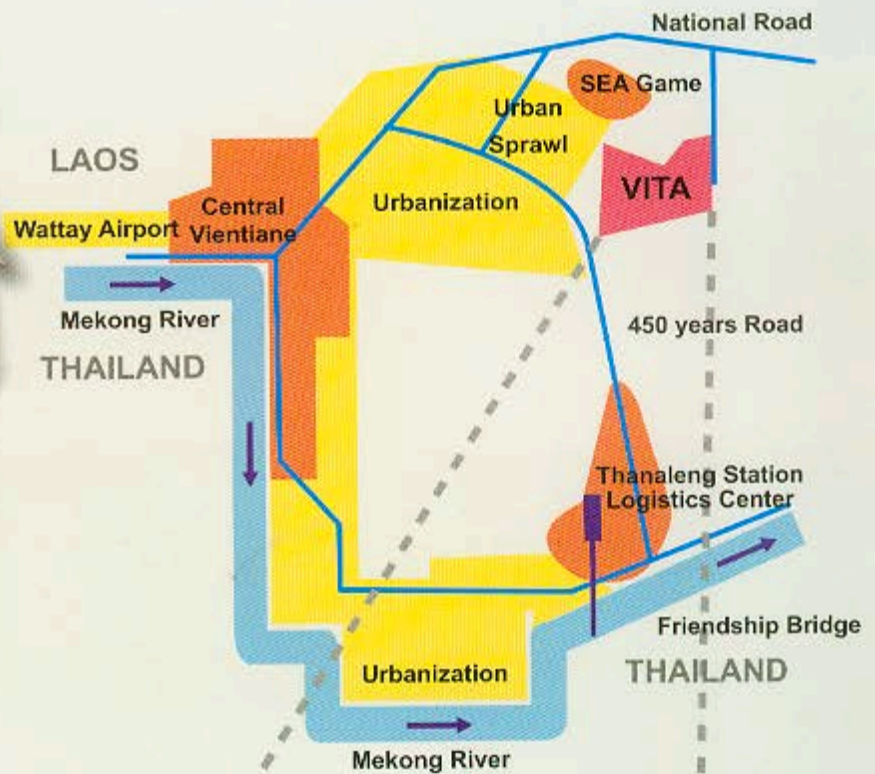 National Road
SEA Game
Urban
Sprawl
LAOS
VITA
Central
Vientiane
Urbanization
Wattay Airport
Mekong River
450 years Road
THAILAND
Thanaleng Station
Logistics Center
Friendship Bridge
THAILAND
Urbanization
Mekong River